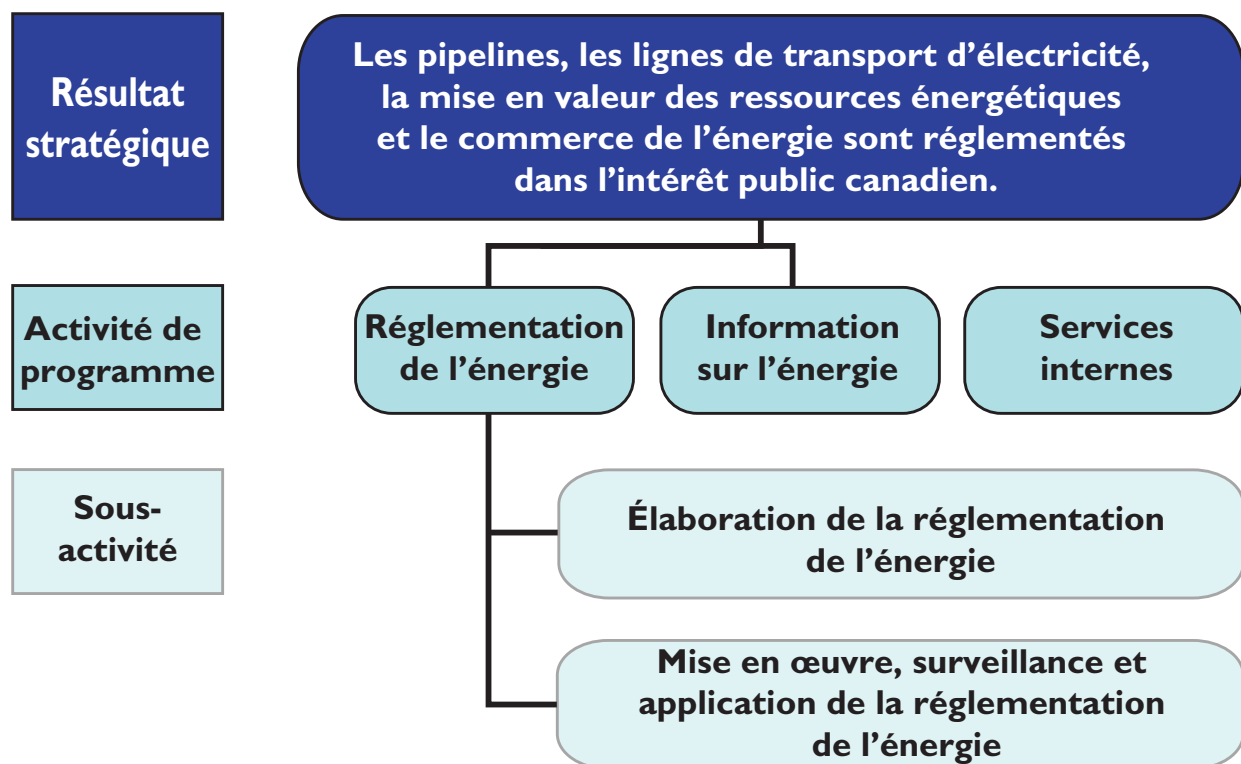 Résultat
stratégique
Les pipelines, les lignes de transport d’électricité,
la mise en valeur des ressources énergétiques
et le commerce de l’énergie sont réglementés
dans l’intérêt public canadien.
Activité de
programme
Réglementation
de l’énergie
Information
sur l’énergie
Services
internes
Sous-
activité
Élaboration de la réglementation
de l’énergie
Mise en œuvre, surveillance et
application de la réglementation
de l’énergie